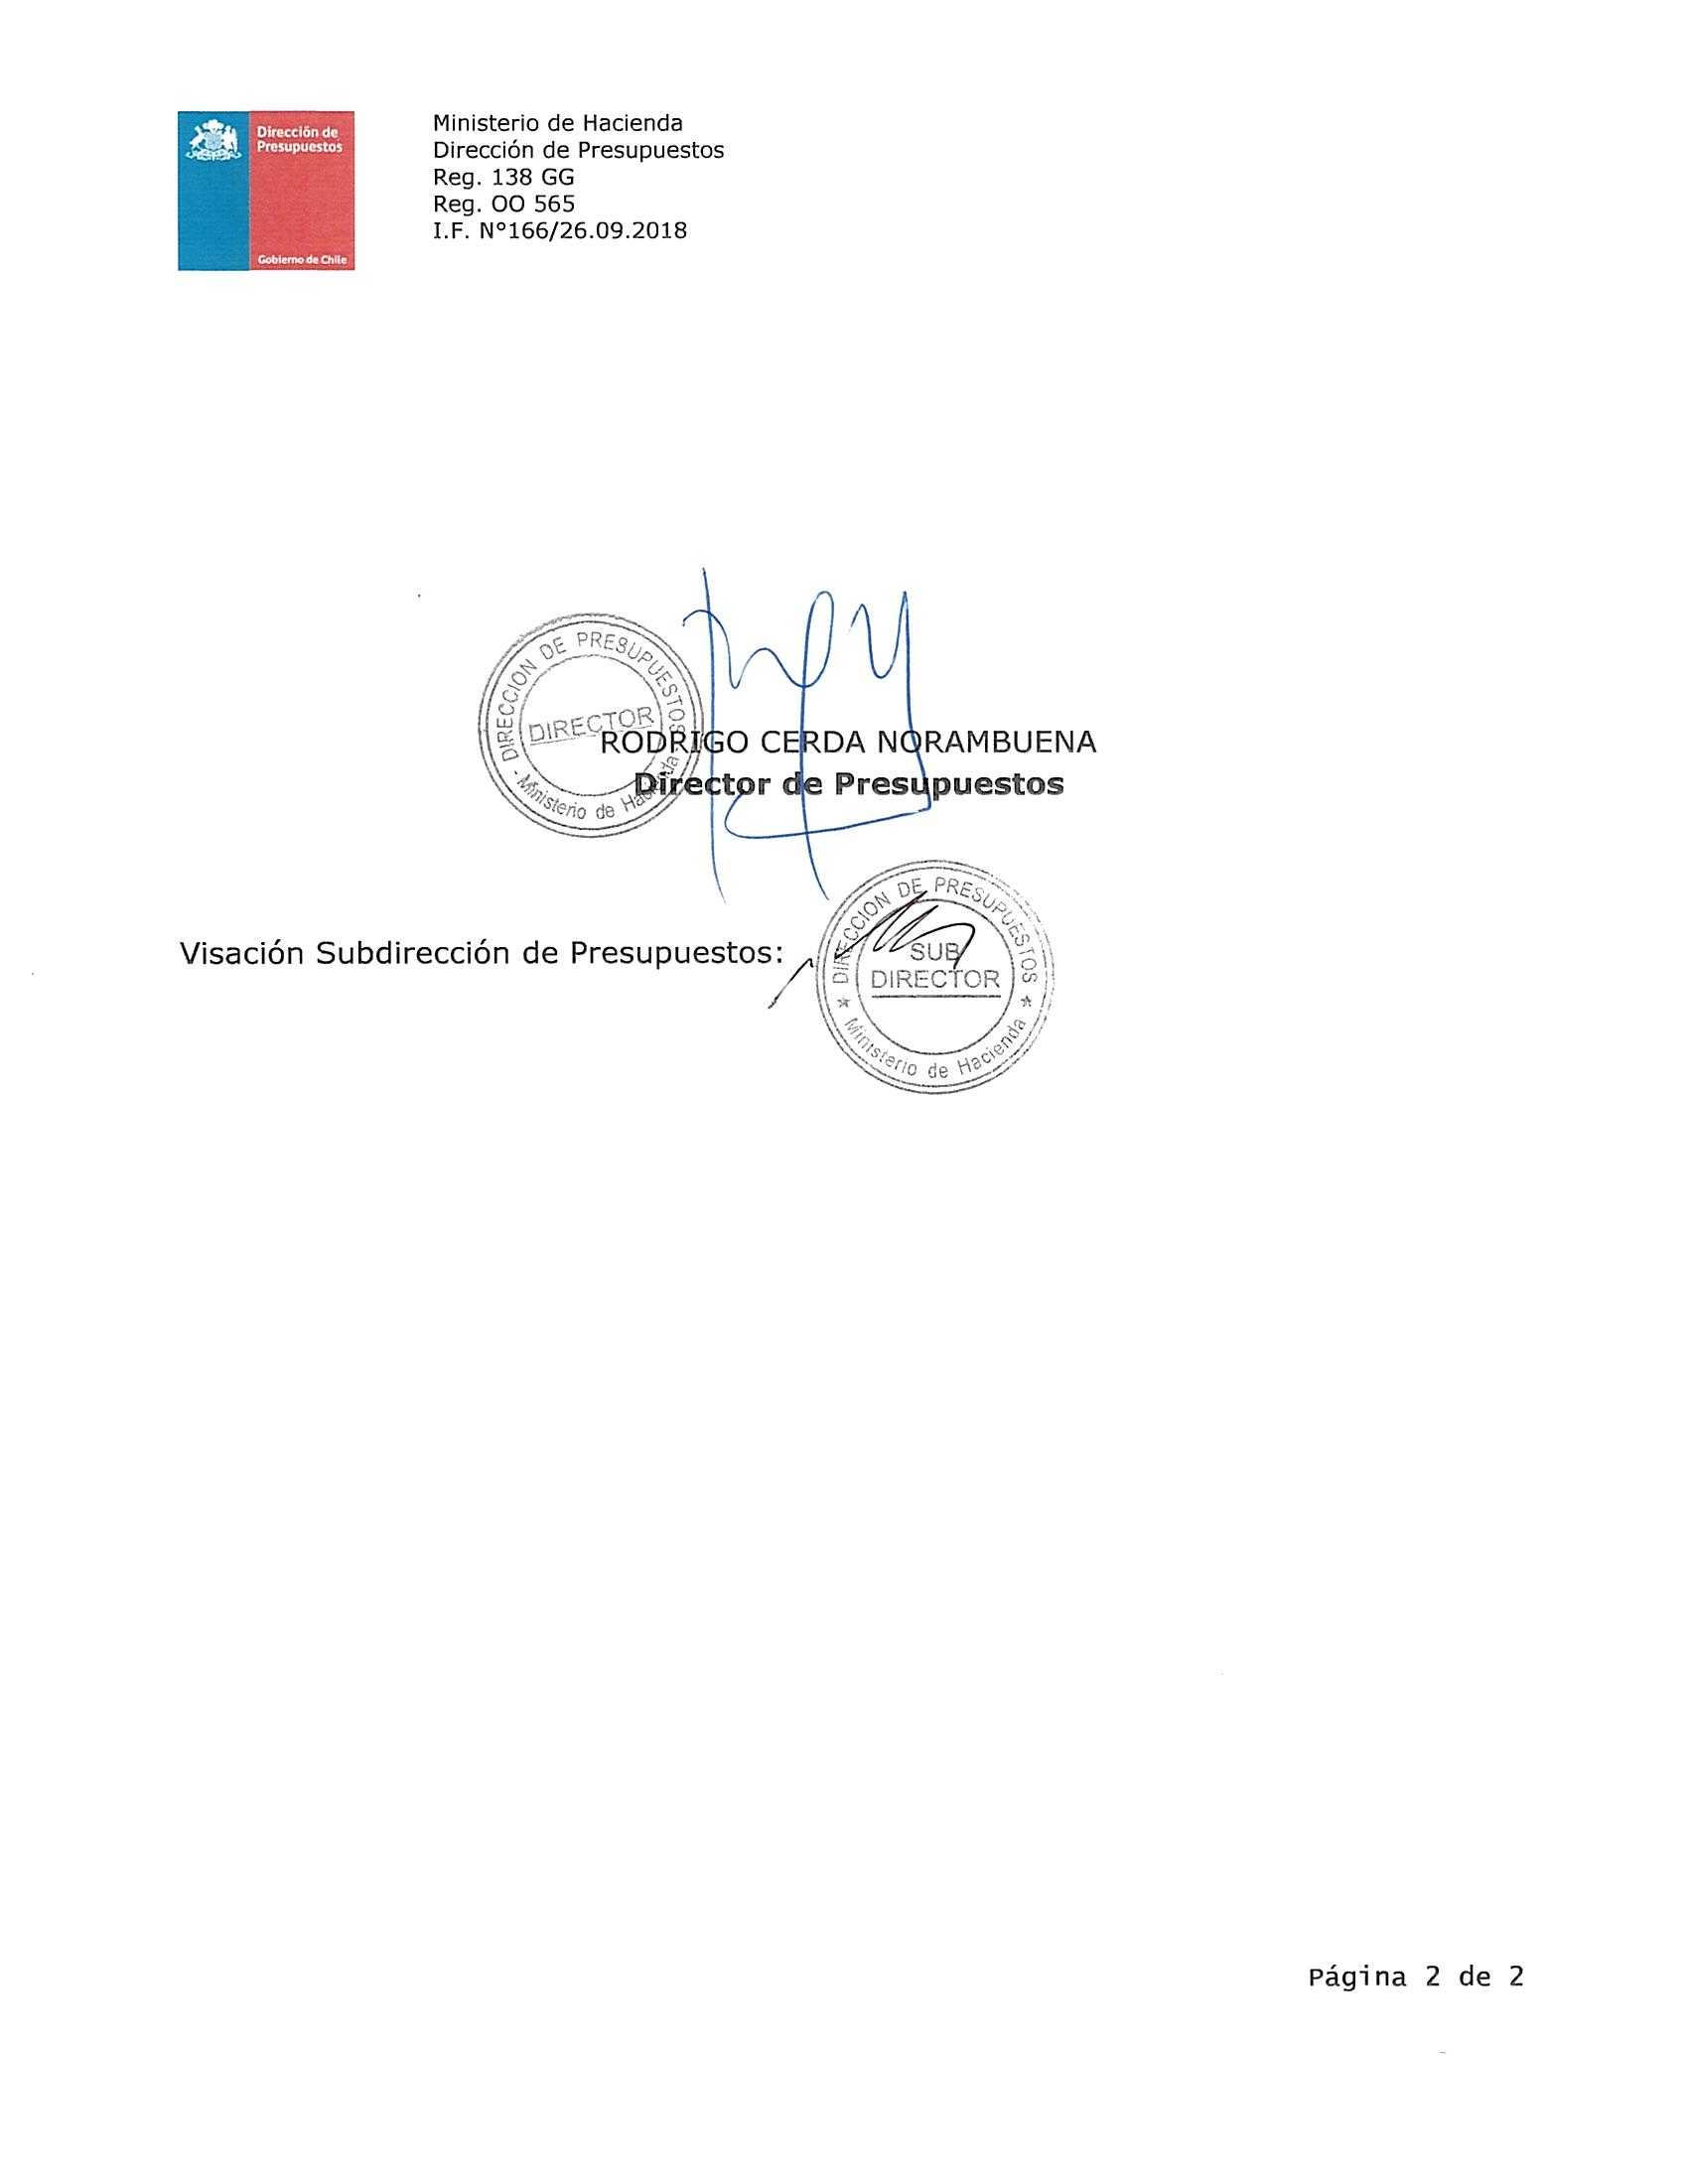 Dirección de
Presupuestos
Gobierno de Chile
Ministerio de Hacienda
Dirección de Presupuestos
Reg. 138 GG
Reg. OO 565
I.F. N°166/26.09.2018
DIRECCION DE PRESUPUESTOS
DIRECTOR
Ministerio de Hacienda
RODRIGO CERDA NORAMBUENA
Director de Presupuestos
Visación Subdirección de Presupuestos:
DIRECCION DE PRESUPUESTOS
SUB
DIRECTOR
Ministerio de Hacienda
Página 2 de 2